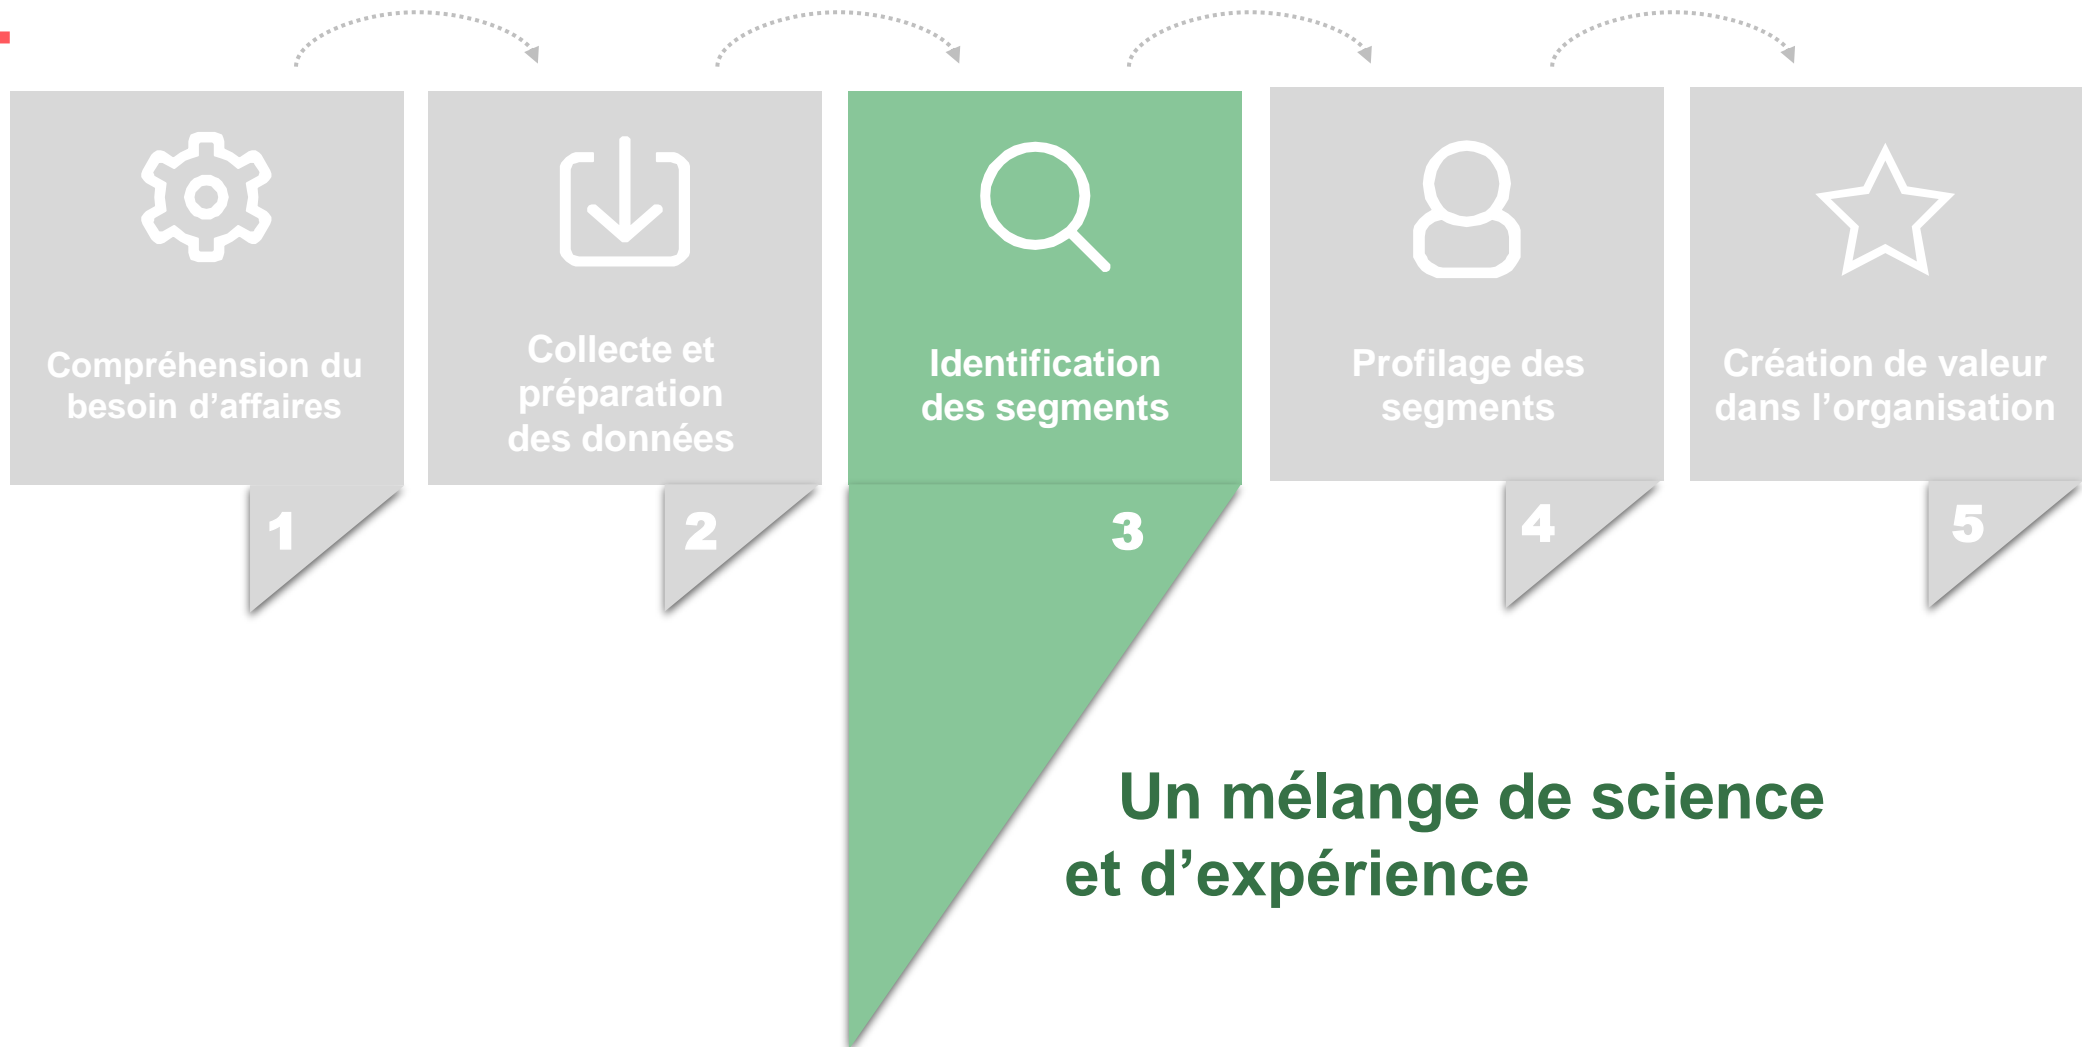 Compréhension du
besoin d’affaires
1
Collecte et
préparation
des données
2
Identification
des segments
3
Profilage des
segments
4
Création de valeur
dans l’organisation
5
Un mélange de science
et d’expérience